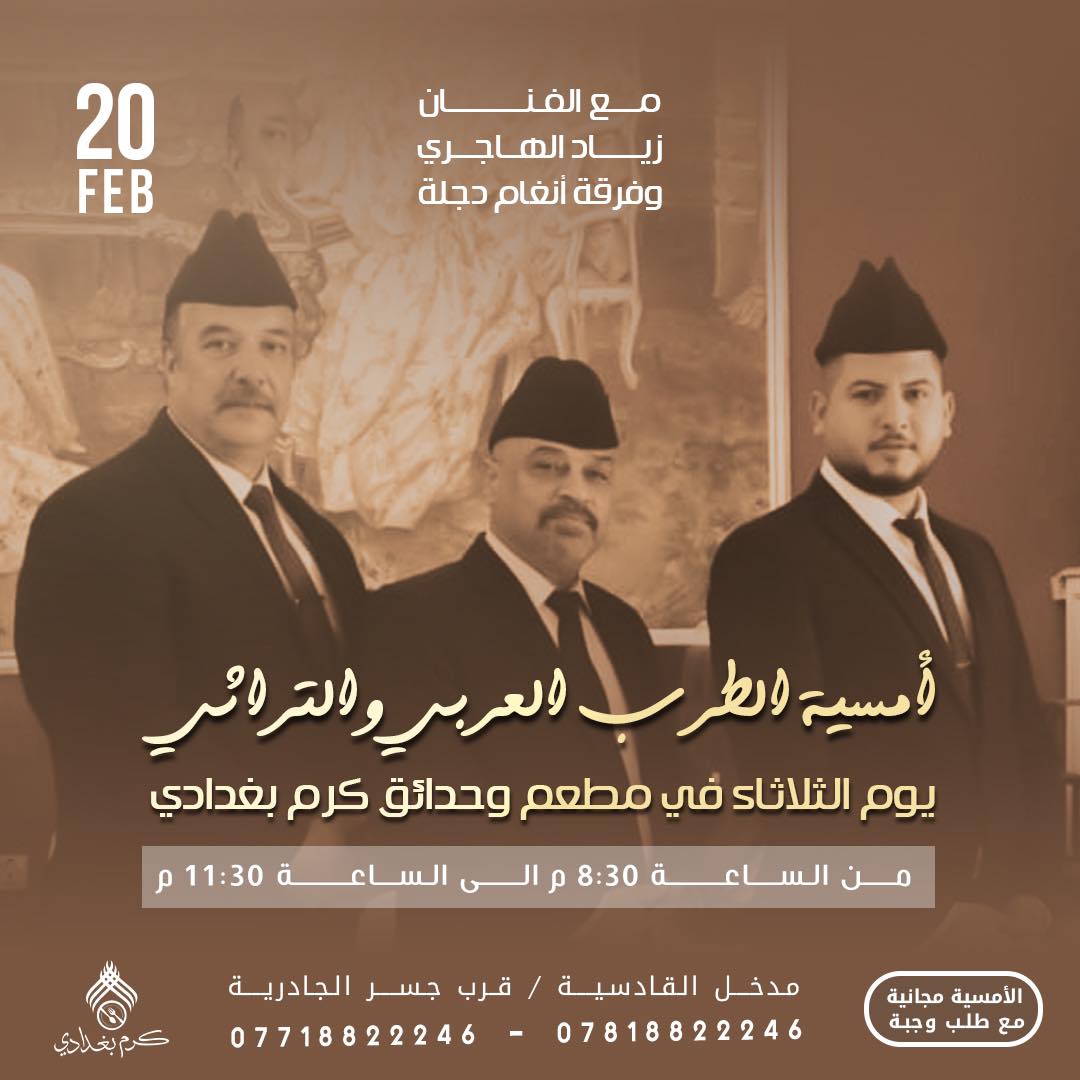 20
FEB
مع الفنان
زياد الهاجري
وفرقة أنغام دجلة
أمسية الطرب العربي والتراثي
يوم الثلاثاء في مطعم وحدائق كرم بغدادي
من الساعة 8:30 م الى الساعة 11:30 م
مدخل القادسية / قرب جسر الجادرية
07718822246 - 07818822246
الأمسية مجانية
مع طلب وجبة
كرم بغدادي